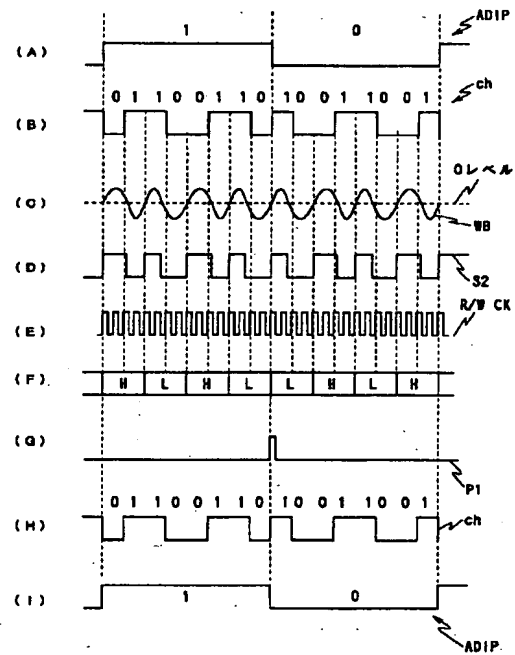 ADIP
1 0
(A)
ch
0 1 1 0 0 1 1 0 1 0 0 1 1 0 0 1
(B)
0レベル
(C)
WB
(D)
S2
R/W CK
(E)
(F) H L H L L H L H
(G)
P1
0 1 1 0 0 1 1 0 1 0 0 1 1 0 0 1
(H)
ch
(I) 1 0
ADIP